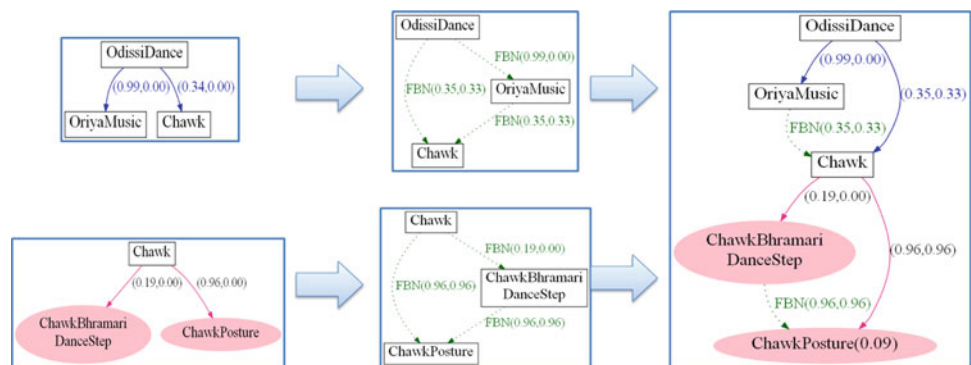 OdissiDance
(0.99,0.00)
(0.34,0.00)
OriyaMusic
Chawk
OdissiDance
FBN(0.99,0.00)
FBN(0.35,0.33)
OriyaMusic
FBN(0.35,0.33)
Chawk
Chawk
(0.19,0.00)
(0.96,0.00)
ChawkBhramari
DanceStep
ChawkPosture
Chawk
FBN(0.19,0.00)
FBN(0.96,0.96)
ChawkBhramari
DanceStep
FBN(0.96,0.96)
ChawkPosture
OdissiDance
(0.99,0.00)
OriyaMusic
(0.35,0.33)
FBN(0.35,0.33)
Chawk
(0.19,0.00)
ChawkBhramari
DanceStep
(0.96,0.96)
FBN(0.96,0.96)
ChawkPosture(0.09)